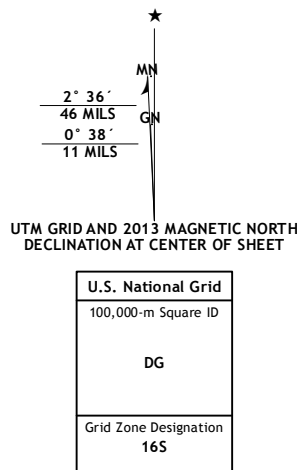 MN
2° 36´
46 MILS
GN
0° 38´
11 MILS
UTM GRID AND 2013 MAGNETIC NORTH
DECLINATION AT CENTER OF SHEET
U.S. National Grid
100,000-m Square ID
DG
Grid Zone Designation
16S